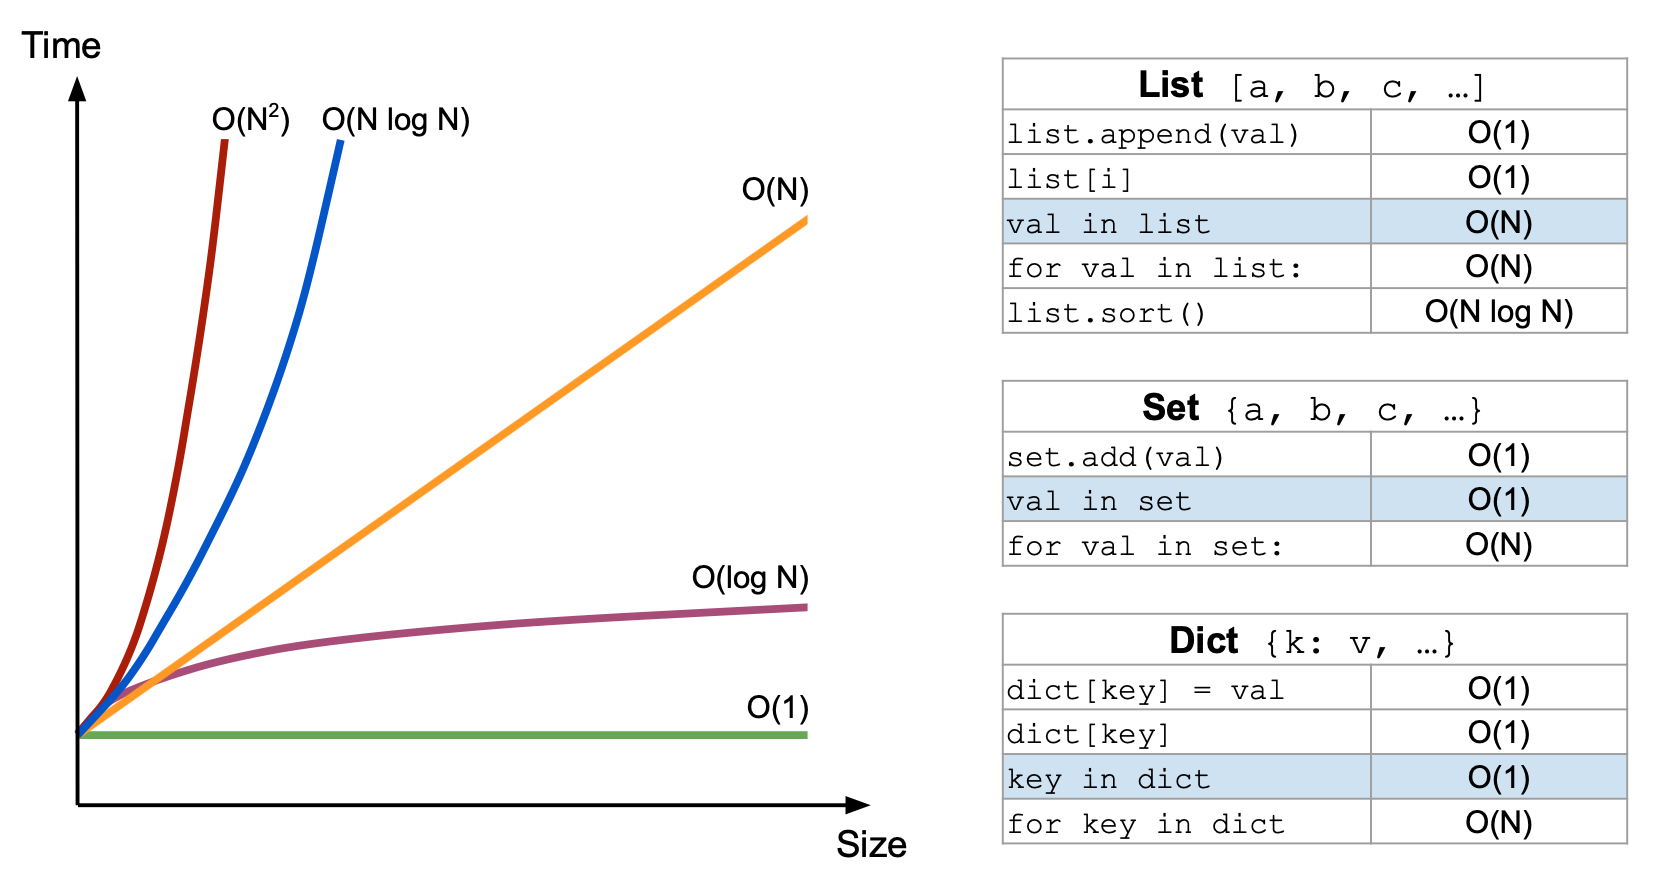 Time
O(N²) O(N log N)
O(N)
O(log N)
O(1)
Size
List [a, b, c, …]
list.append(val) O(1)
list[i] O(1)
val in list O(N)
for val in list: O(N)
list.sort() O(N log N)
Set {a, b, c, …}
set.add(val) O(1)
val in set O(1)
for val in set: O(N)
Dict {k: v, …}
dict[key] = val O(1)
dict[key] O(1)
key in dict O(1)
for key in dict O(N)